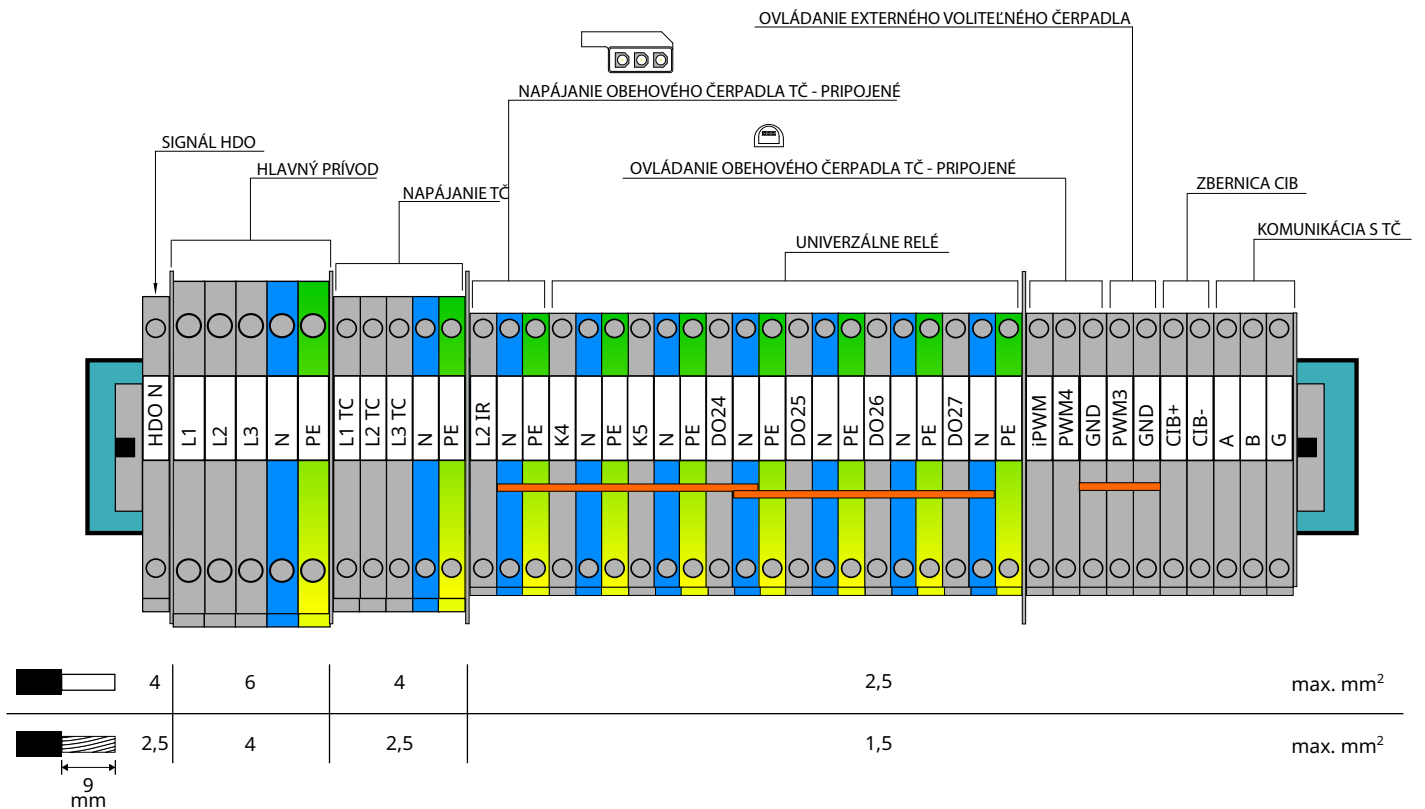 OVLÁDANIE EXTERNÉHO VOLITEĽNÉHO ČERPADLA
NAPÁJANIE OBEHOVÉHO ČERPADLA TČ - PRIPOJENÉ
SIGNÁL HDO
HLAVNÝ PRÍVOD
OVLÁDANIE OBEHOVÉHO ČERPADLA TČ - PRIPOJENÉ
NAPÁJANIE TČ
ZBERNICA CIB
UNIVERZÁLNE RELÉ
KOMUNIKÁCIA S TČ
HDO N
L1
L2
L3
N
PE
L1 TC
L2 TC
L3 TC
N
PE
L2 IR
N
PE
K4
N
PE
K5
N
PE
DO24
N
PE
DO25
N
PE
DO26
N
PE
DO27
N
PE
iPWM
PWM4
GND
PWM3
GND
CIB+
CIB-
A
B
G
4 6 4 2,5 max. mm²
2,5 4 2,5 1,5 max. mm²
9
mm